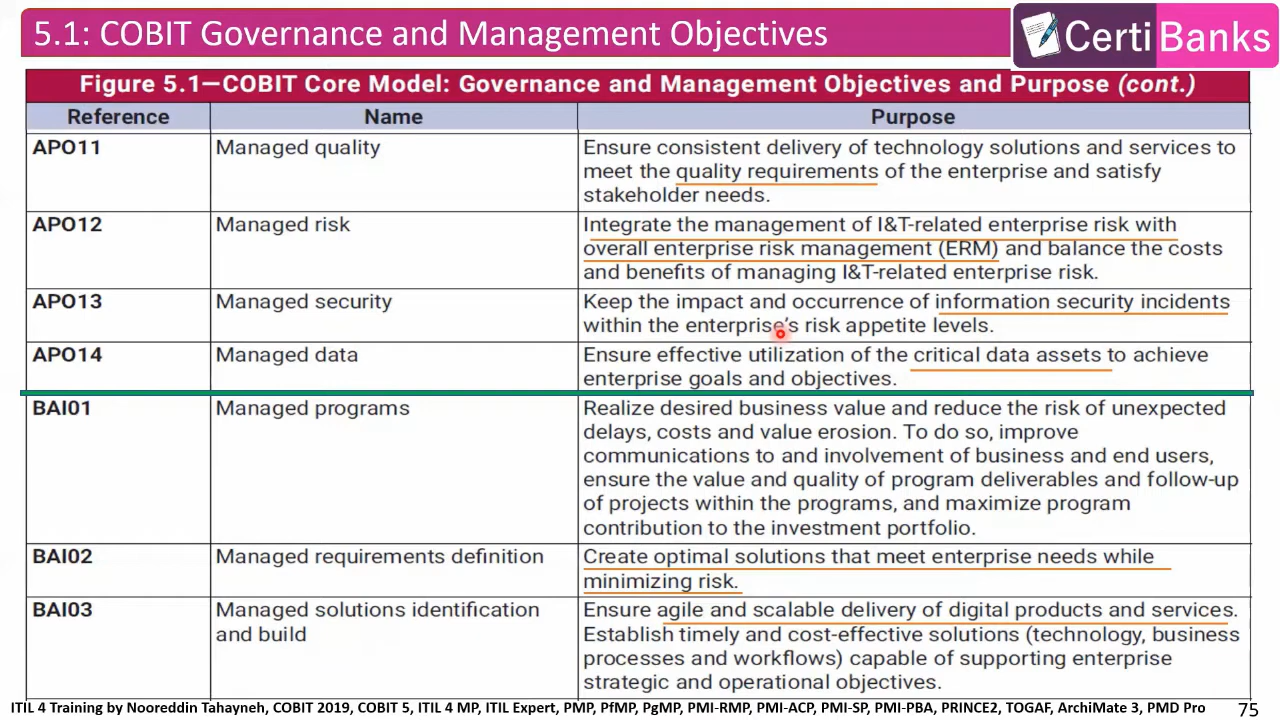 5.1: COBIT Governance and Management Objectives
Certi Banks
Figure 5.1—COBIT Core Model: Governance and Management Objectives and Purpose (cont.)
Reference Name Purpose
APO11 Managed quality Ensure consistent delivery of technology solutions and services to
meet the quality requirements of the enterprise and satisfy
stakeholder needs.
APO12 Managed risk Integrate the management of I&T-related enterprise risk with
overall enterprise risk management (ERM) and balance the costs
and benefits of managing I&T-related enterprise risk.
APO13 Managed security Keep the impact and occurrence of information security incidents
within the enterprise's risk appetite levels.
APO14 Managed data Ensure effective utilization of the critical data assets to achieve
enterprise goals and objectives.
BAI01 Managed programs Realize desired business value and reduce the risk of unexpected
delays, costs and value erosion. To do so, improve
communications to and involvement of business and end users,
ensure the value and quality of program deliverables and follow-up
of projects within the programs, and maximize program
contribution to the investment portfolio.
BAI02 Managed requirements definition Create optimal solutions that meet enterprise needs while
minimizing risk.
BAI03 Managed solutions identification Ensure agile and scalable delivery of digital products and services.
and build Establish timely and cost-effective solutions (technology, business
processes and workflows) capable of supporting enterprise
strategic and operational objectives.
ITIL 4 Training by Nooreddin Tahayneh, COBIT 2019, COBIT 5, ITIL 4 MP, ITIL Expert, PMP, PfMP, PgMP, PMI-RMP, PMI-ACP, PMI-SP, PMI-PBA, PRINCE2, TOGAF, ArchiMate 3, PMD Pro 75